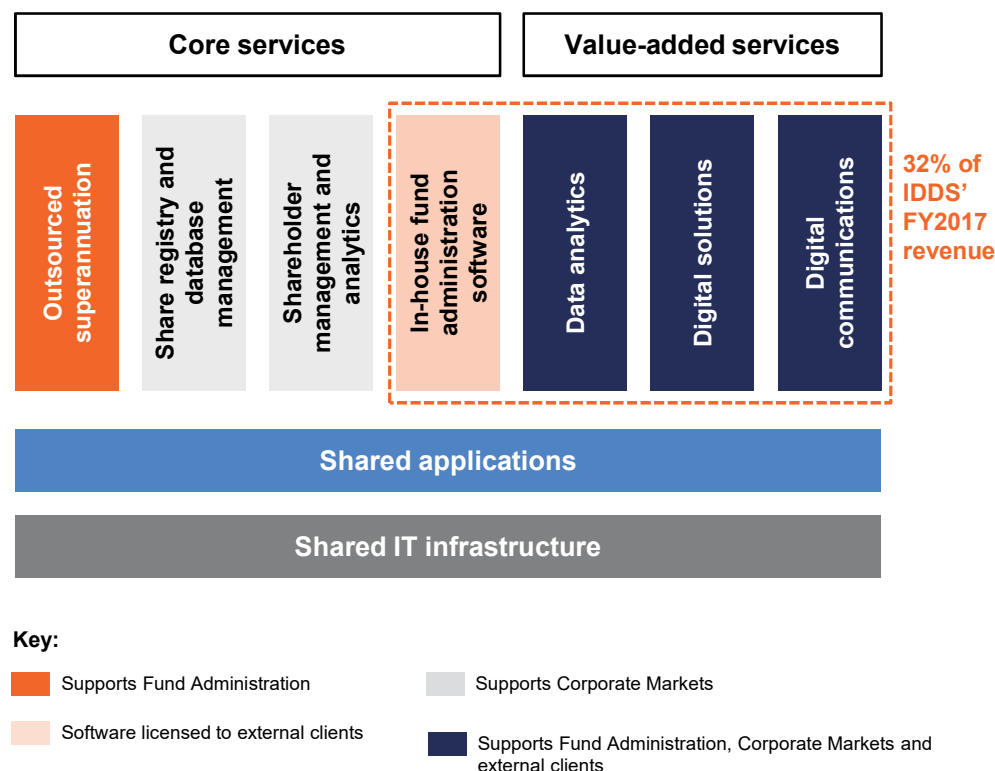 Core services
Value-added services
Outsourced
superannuation
Share registry and
database
management
Shareholder
management and
analytics
In-house fund
administration
software
Data analytics
Digital solutions
Digital
communications
32% of
IDDS’
FY2017
revenue
Shared applications
Shared IT infrastructure
Key:
Supports Fund Administration
Supports Corporate Markets
Software licensed to external clients
Supports Fund Administration, Corporate Markets and
external clients